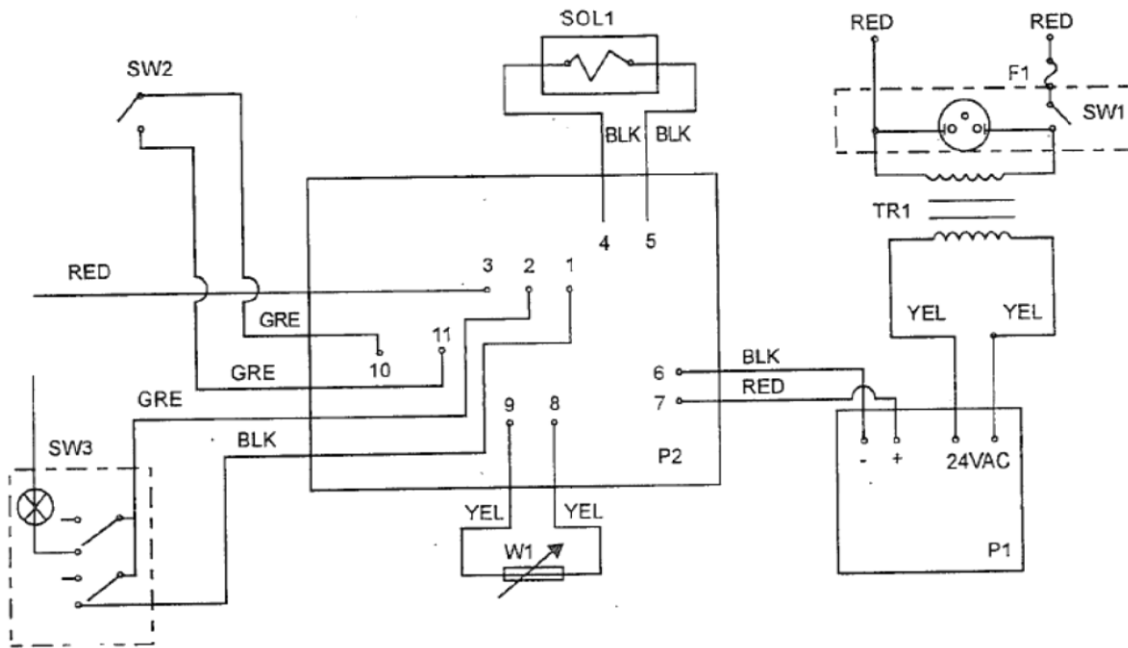 SOL1
RED RED
SW2
F1
SW1
BLK BLK
TR1
4 5
RED
3 2 1
YEL YEL
GRE
11
10
BLK
6
GRE
RED
7
GRE
9 8
BLK
SW3
P2
- +
24VAC
YEL YEL
W1
P1